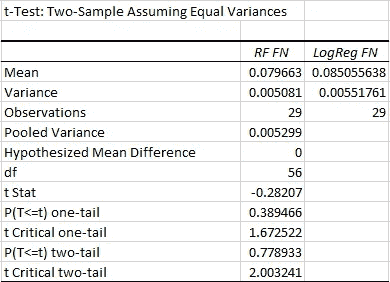 t-Test: Two-Sample Assuming Equal Variances
RF FN LogReg FN
Mean 0.079663 0.085055638
Variance 0.005081 0.00551761
Observations 29 29
Pooled Variance 0.005299
Hypothesized Mean Difference 0
df 56
t Stat -0.28207
P(T<=t) one-tail 0.389466
t Critical one-tail 1.672522
P(T<=t) two-tail 0.778933
t Critical two-tail 2.003241